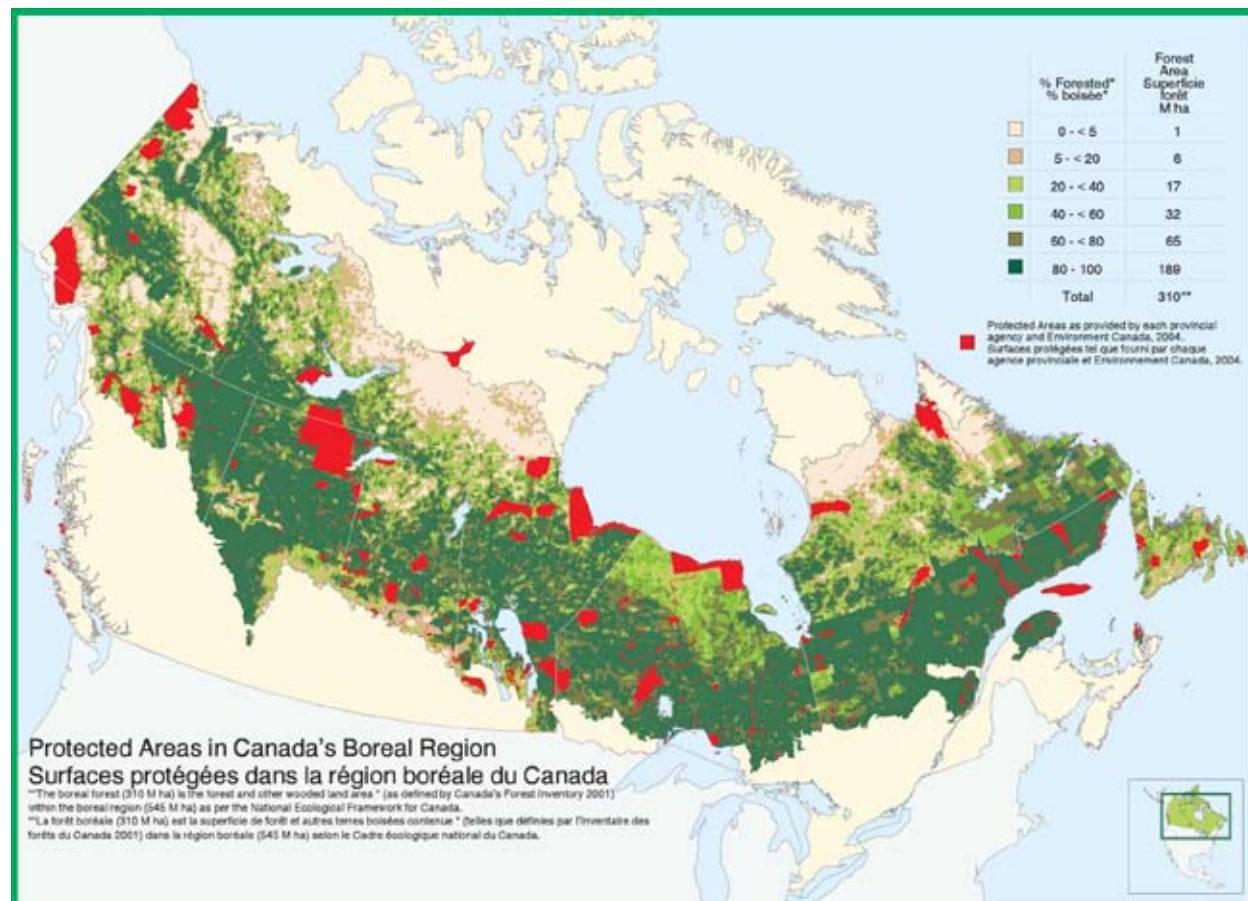 % Forested*
% boisée*
Forest
Area
Superficie
forêt
M ha
0 - < 5 1
5 - < 20 6
20 - < 40 17
40 - < 60 32
60 - < 80 65
80 - 100 189
Total 310**
Protected Areas as provided by each provincial
agency and Environment Canada, 2004.
Surfaces protégées tel que fourni par chaque
agence provinciale et Environnement Canada, 2004.
Protected Areas in Canada's Boreal Region
Surfaces protégées dans la région boréale du Canada
**The boreal forest (310 M ha) is the forest and other wooded land area * (as defined by Canada's Forest Inventory 2001)
within the boreal region (545 M ha) as per the National Ecological Framework for Canada.
**La forêt boréale (310 M ha) est la superficie de forêt et autres terres boisées contenue * (telles que définies par l'Inventaire des
forêts du Canada 2001) dans la région boréale (545 M ha) selon le Cadre écologique national du Canada.